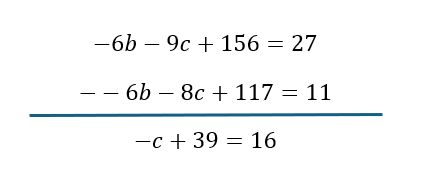 −6b − 9c + 156 = 27
− − 6b − 8c + 117 = 11
−c + 39 = 16